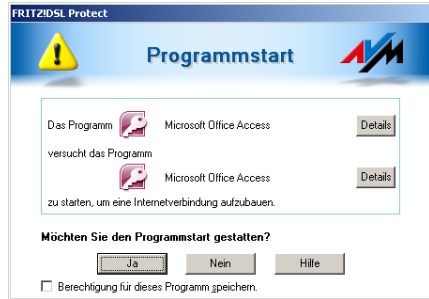 FRITZ!DSL Protect
Programmstart
AVM
Das Programm Microsoft Office Access Details
versucht das Programm
Microsoft Office Access Details
zu starten, um eine Internetverbindung aufzubauen.
Möchten Sie den Programmstart gestatten?
Ja Nein Hilfe
Berechtigung für dieses Programm speichern.